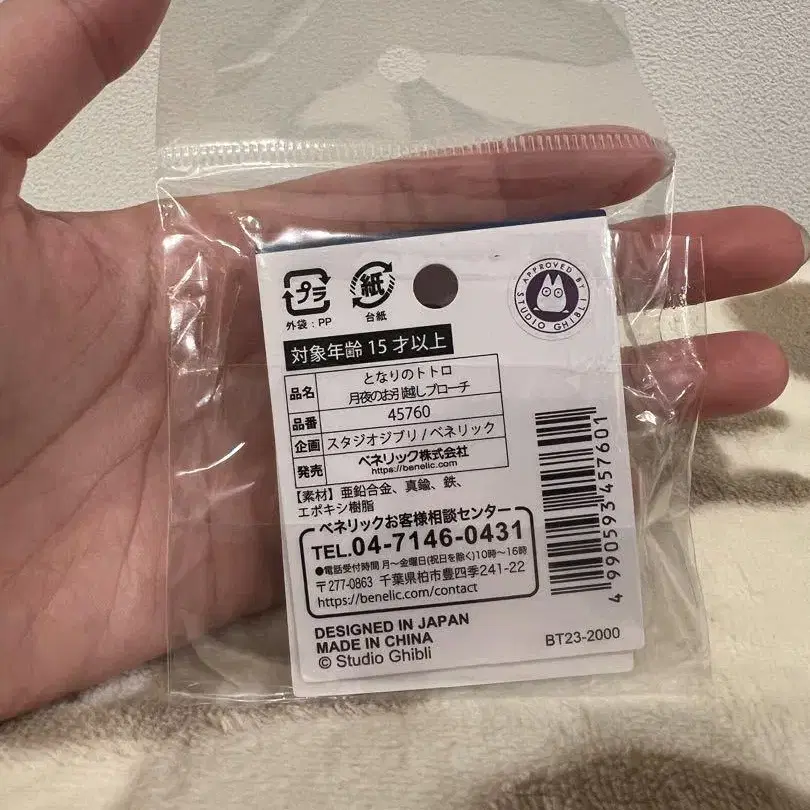 プラ
外袋：PP
紙
台紙
APPROVED BY STUDIO GHIBLI
対象年齢 15 才以上
品名 となりのトトロ
月夜のお引越しブローチ
品番 45760
企画 スタジオジブリ / ベネリック
発売 ベネリック株式会社
https://benelic.com
【素材】亜鉛合金、真鍮、鉄、
エポキシ樹脂
ベネリックお客様相談センター
TEL.04-7146-0431
●電話受付時間 月～金曜日(祝日を除く)10時～16時
〒277-0863 千葉県柏市豊四季241-22
https://benelic.com/contact
DESIGNED IN JAPAN
MADE IN CHINA
© Studio Ghibli
4 990593 457601
BT23-2000